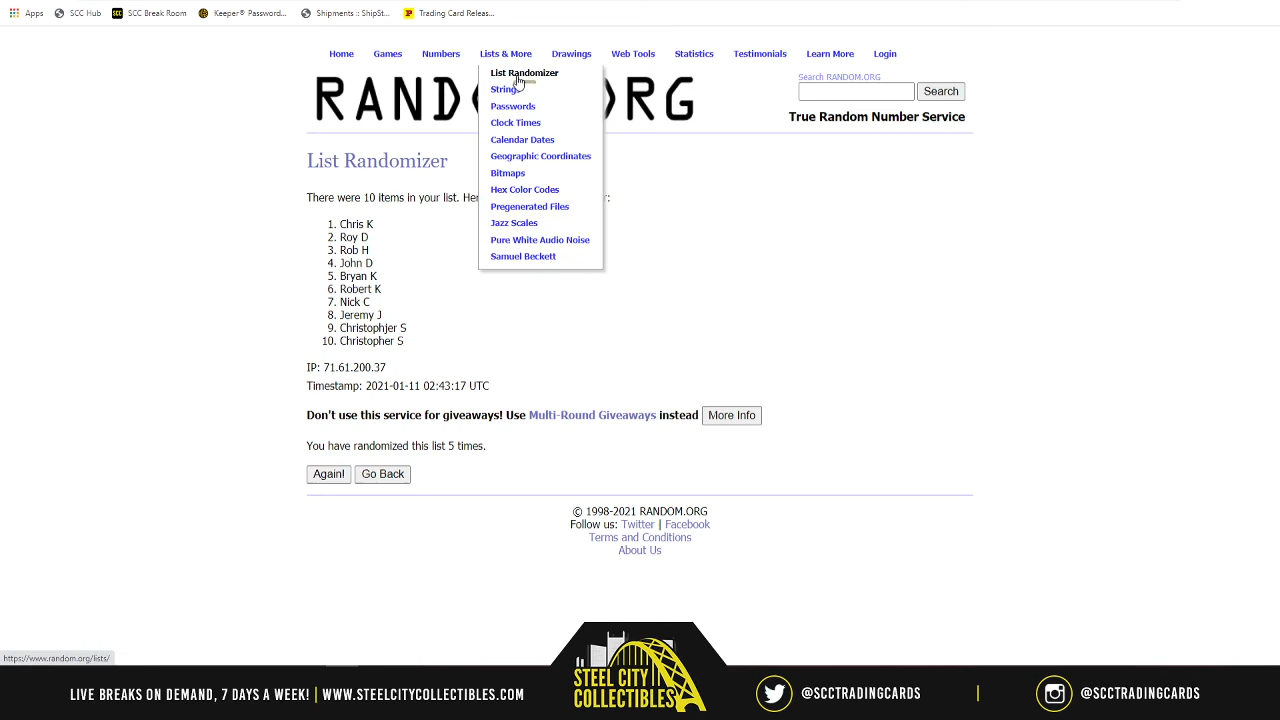 Apps SCC Hub SCC Break Room Keeper® Password... Shipments :: ShipSt... Trading Card Releas...
Home Games Numbers Lists & More Drawings Web Tools Statistics Testimonials Learn More Login
List Randomizer
Strings
Passwords
Clock Times
Calendar Dates
Geographic Coordinates
Bitmaps
Hex Color Codes
Pregenerated Files
Jazz Scales
Pure White Audio Noise
Samuel Beckett
RAND RG
Search RANDOM.ORG
Search
True Random Number Service
List Randomizer
There were 10 items in your list. Her r:
1. Chris K
2. Roy D
3. Rob H
4. John D
5. Bryan K
6. Robert K
7. Nick C
8. Jeremy J
9. Christophjer S
10. Christopher S
IP: 71.61.200.37
Timestamp: 2021-01-11 02:43:17 UTC
Don't use this service for giveaways! Use Multi-Round Giveaways instead More Info
You have randomized this list 5 times.
Again! Go Back
© 1998-2021 RANDOM.ORG
Follow us: Twitter | Facebook
Terms and Conditions
About Us
https://www.random.org/lists/
LIVE BREAKS ON DEMAND, 7 DAYS A WEEK! | WWW.STEELCITYCOLLECTIBLES.COM
STEEL CITY
COLLECTIBLES
@SCCTRADINGCARDS | @SCCTRADINGCARDS